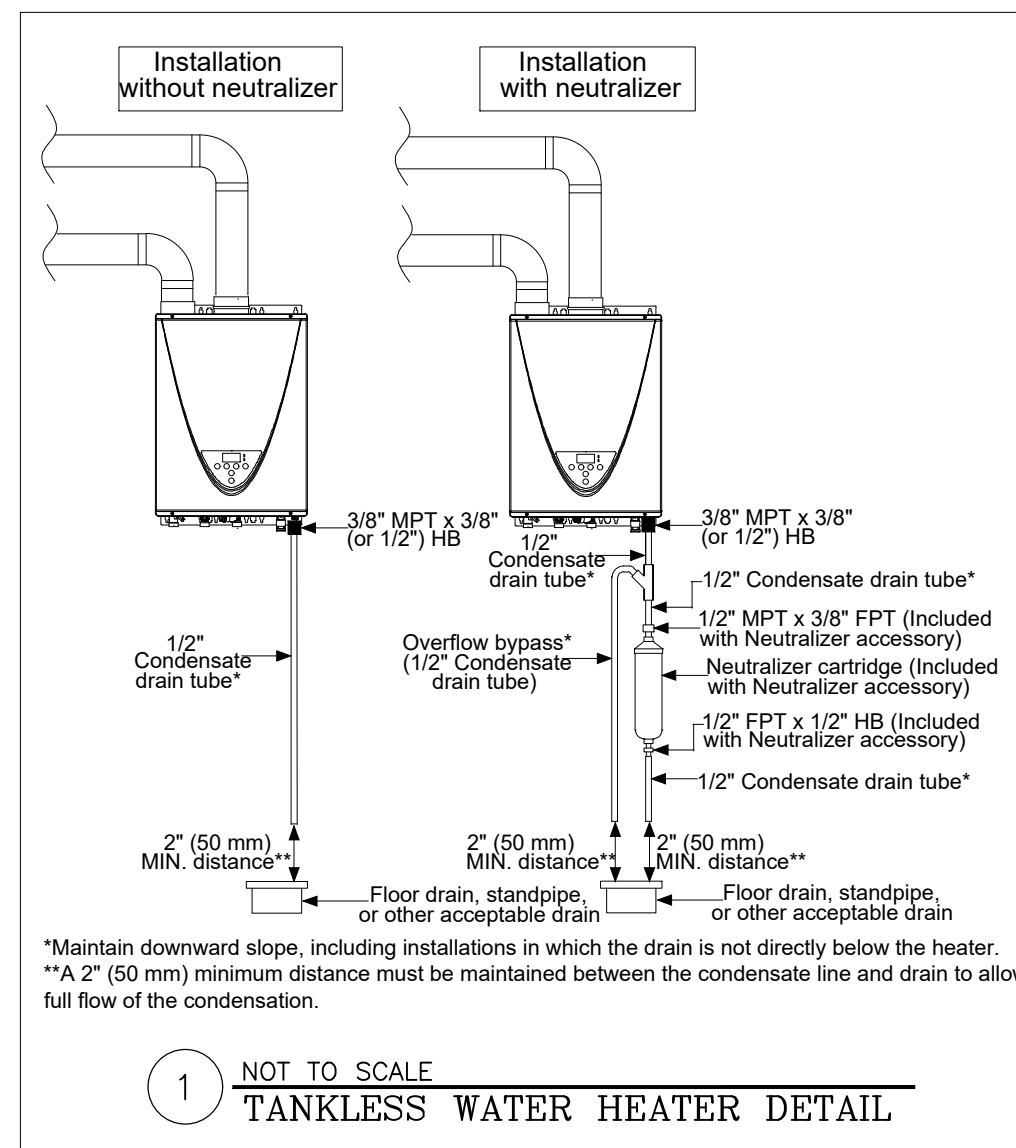 Installation
without neutralizer
Installation
with neutralizer
3/8" MPT x 3/8"
(or 1/2") HB
1/2"
Condensate
drain tube*
2" (50 mm)
MIN. distance**
Floor drain, standpipe,
or other acceptable drain
3/8" MPT x 3/8"
(or 1/2") HB
1/2"
Condensate
drain tube*
1/2" Condensate drain tube*
1/2" MPT x 3/8" FPT (Included
with Neutralizer accessory)
Overflow bypass*
(1/2" Condensate
drain tube)
Neutralizer cartridge (Included
with Neutralizer accessory)
1/2" FPT x 1/2" HB (Included
with Neutralizer accessory)
1/2" Condensate drain tube*
2" (50 mm)
MIN. distance**
2" (50 mm)
MIN. distance**
Floor drain, standpipe,
or other acceptable drain
*Maintain downward slope, including installations in which the drain is not directly below the heater.
**A 2" (50 mm) minimum distance must be maintained between the condensate line and drain to allow
full flow of the condensation.
1
NOT TO SCALE
TANKLESS WATER HEATER DETAIL